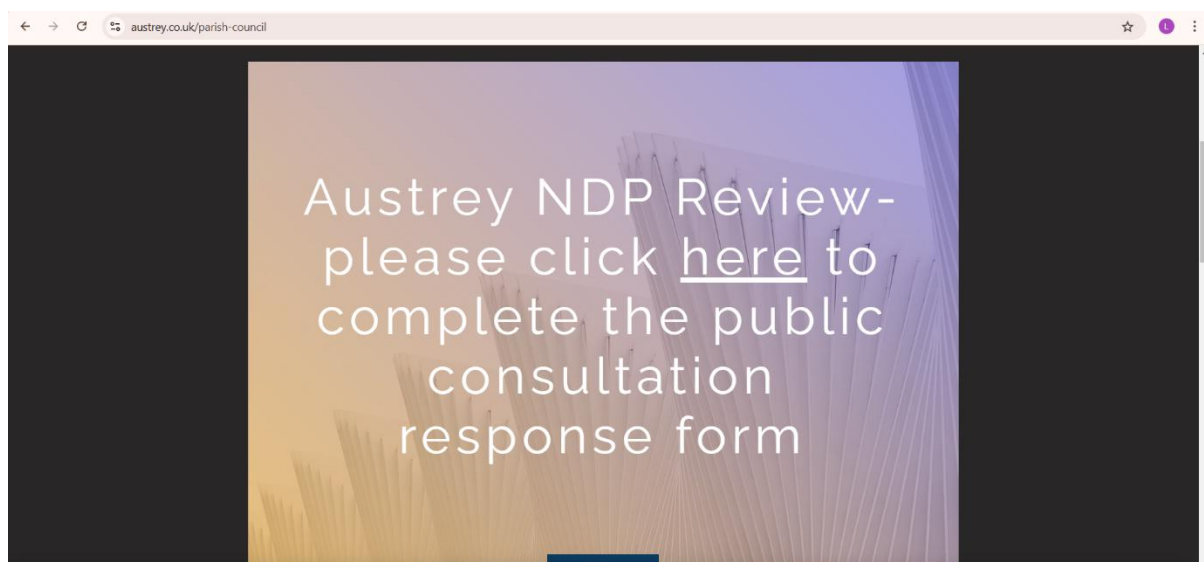 austrey.co.uk/parish-council
L
Austrey NDP Review-
please click here to
complete the public
consultation
response form